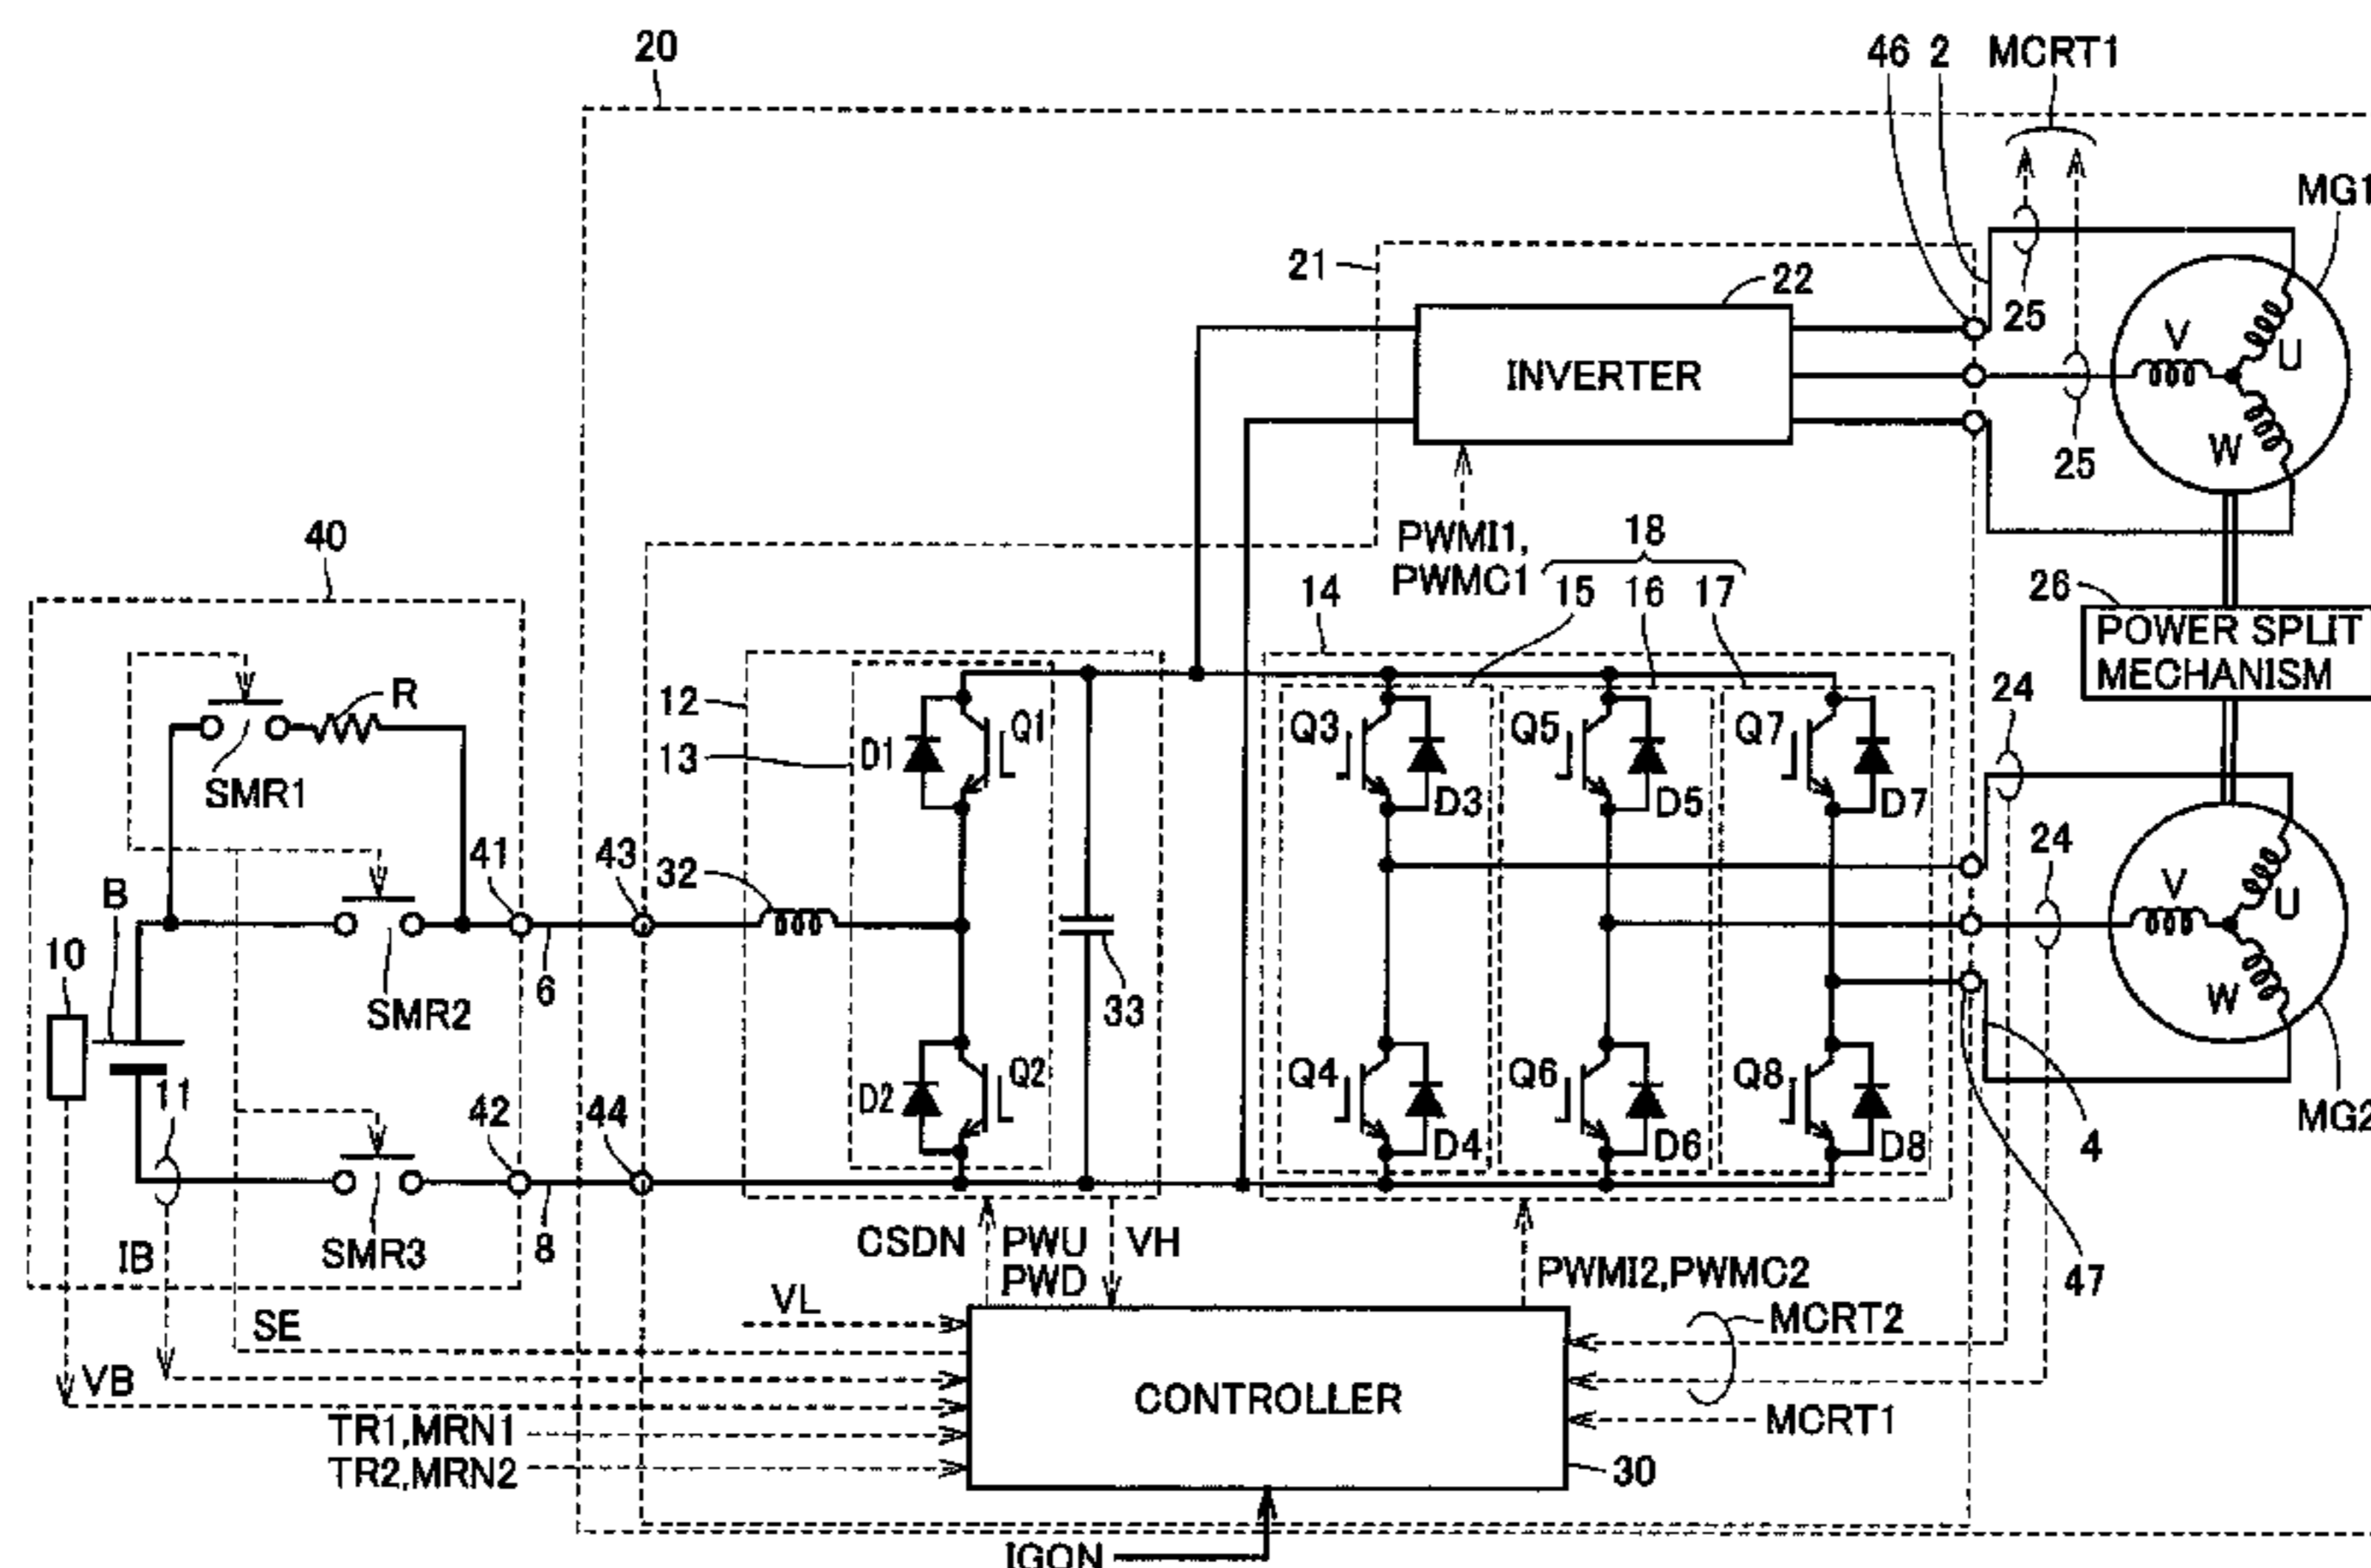 20
46 2 MCRT1
MG1
21
22
25
INVERTER
V
U
W
25
40
PWMI1,
PWMC1
18
14
15
16
17
26
POWER SPLIT
MECHANISM
R
SMR1
12
13
D1
Q1
Q3
D3
Q5
D5
Q7
D7
24
24
41
43
32
B
10
6
SMR2
33
V
U
W
11
42
44
D2
Q2
Q4
D4
Q6
D6
Q8
D8
4
MG2
IB
SMR3
8
CSDN
PWU
PWD
VH
PWMI2,PWMC2
47
VL
SE
MCRT2
VB
CONTROLLER
MCRT1
TR1,MRN1
TR2,MRN2
30
IGON